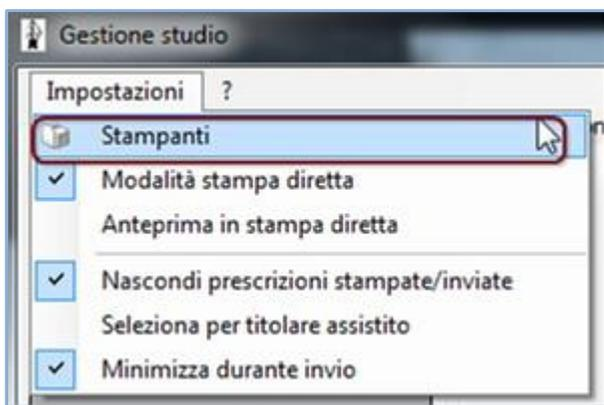 Gestione studio
Impostazioni ?
Stampanti
Modalità stampa diretta
Anteprima in stampa diretta
Nascondi prescrizioni stampate/inviate
Seleziona per titolare assistito
Minimizza durante invio